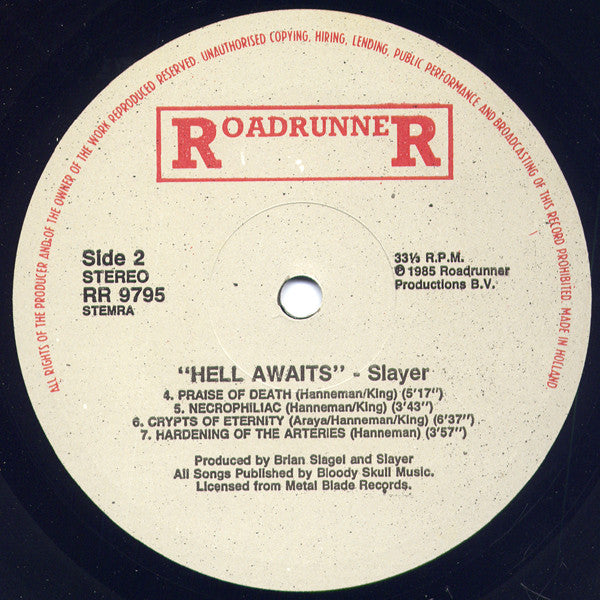 ALL RIGHTS OF THE PRODUCER AND OF THE OWNER OF THE WORK REPRODUCED RESERVED. UNAUTHORISED COPYING, HIRING, LENDING, PUBLIC PERFORMANCE AND BROADCASTING OF THIS RECORD PROHIBITED. MADE IN HOLLAND.
ROADRUNNER
Side 2
STEREO
RR 9795
STEMRA
33⅓ R.P.M.
℗1985 Roadrunner
Productions B.V.
"HELL AWAITS" - Slayer
4. PRAISE OF DEATH (Hanneman/King) (5'17")
5. NECROPHILIAC (Hanneman/King) (3'43")
6. CRYPTS OF ETERNITY (Araya/Hanneman/King) (6'37")
7. HARDENING OF THE ARTERIES (Hanneman) (3'57")
Produced by Brian Slagel and Slayer
All Songs Published by Bloody Skull Music.
Licensed from Metal Blade Records.